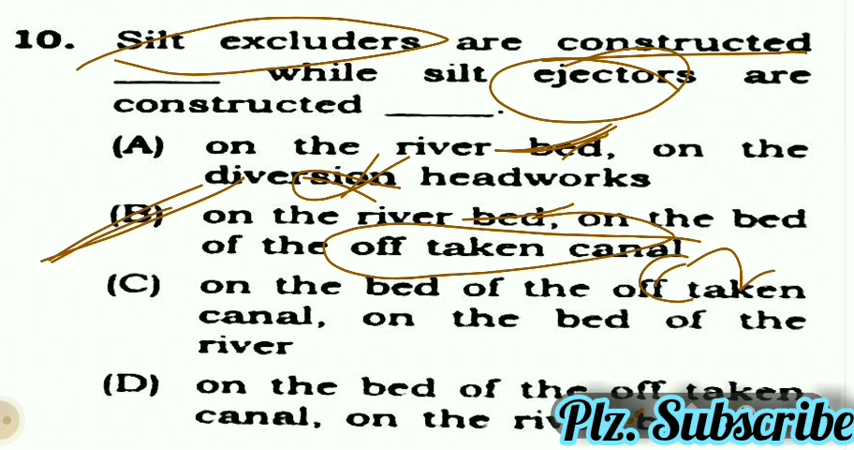 10. Silt excluders are constructed
______ while silt ejectors are
constructed ______.
(A) on the river bed, on the
diversion headworks
(B) on the river bed, on the bed
of the off taken canal
(C) on the bed of the off taken
canal, on the bed of the
river
(D) on the bed of the off taken
canal, on the
Plz. Subscribe